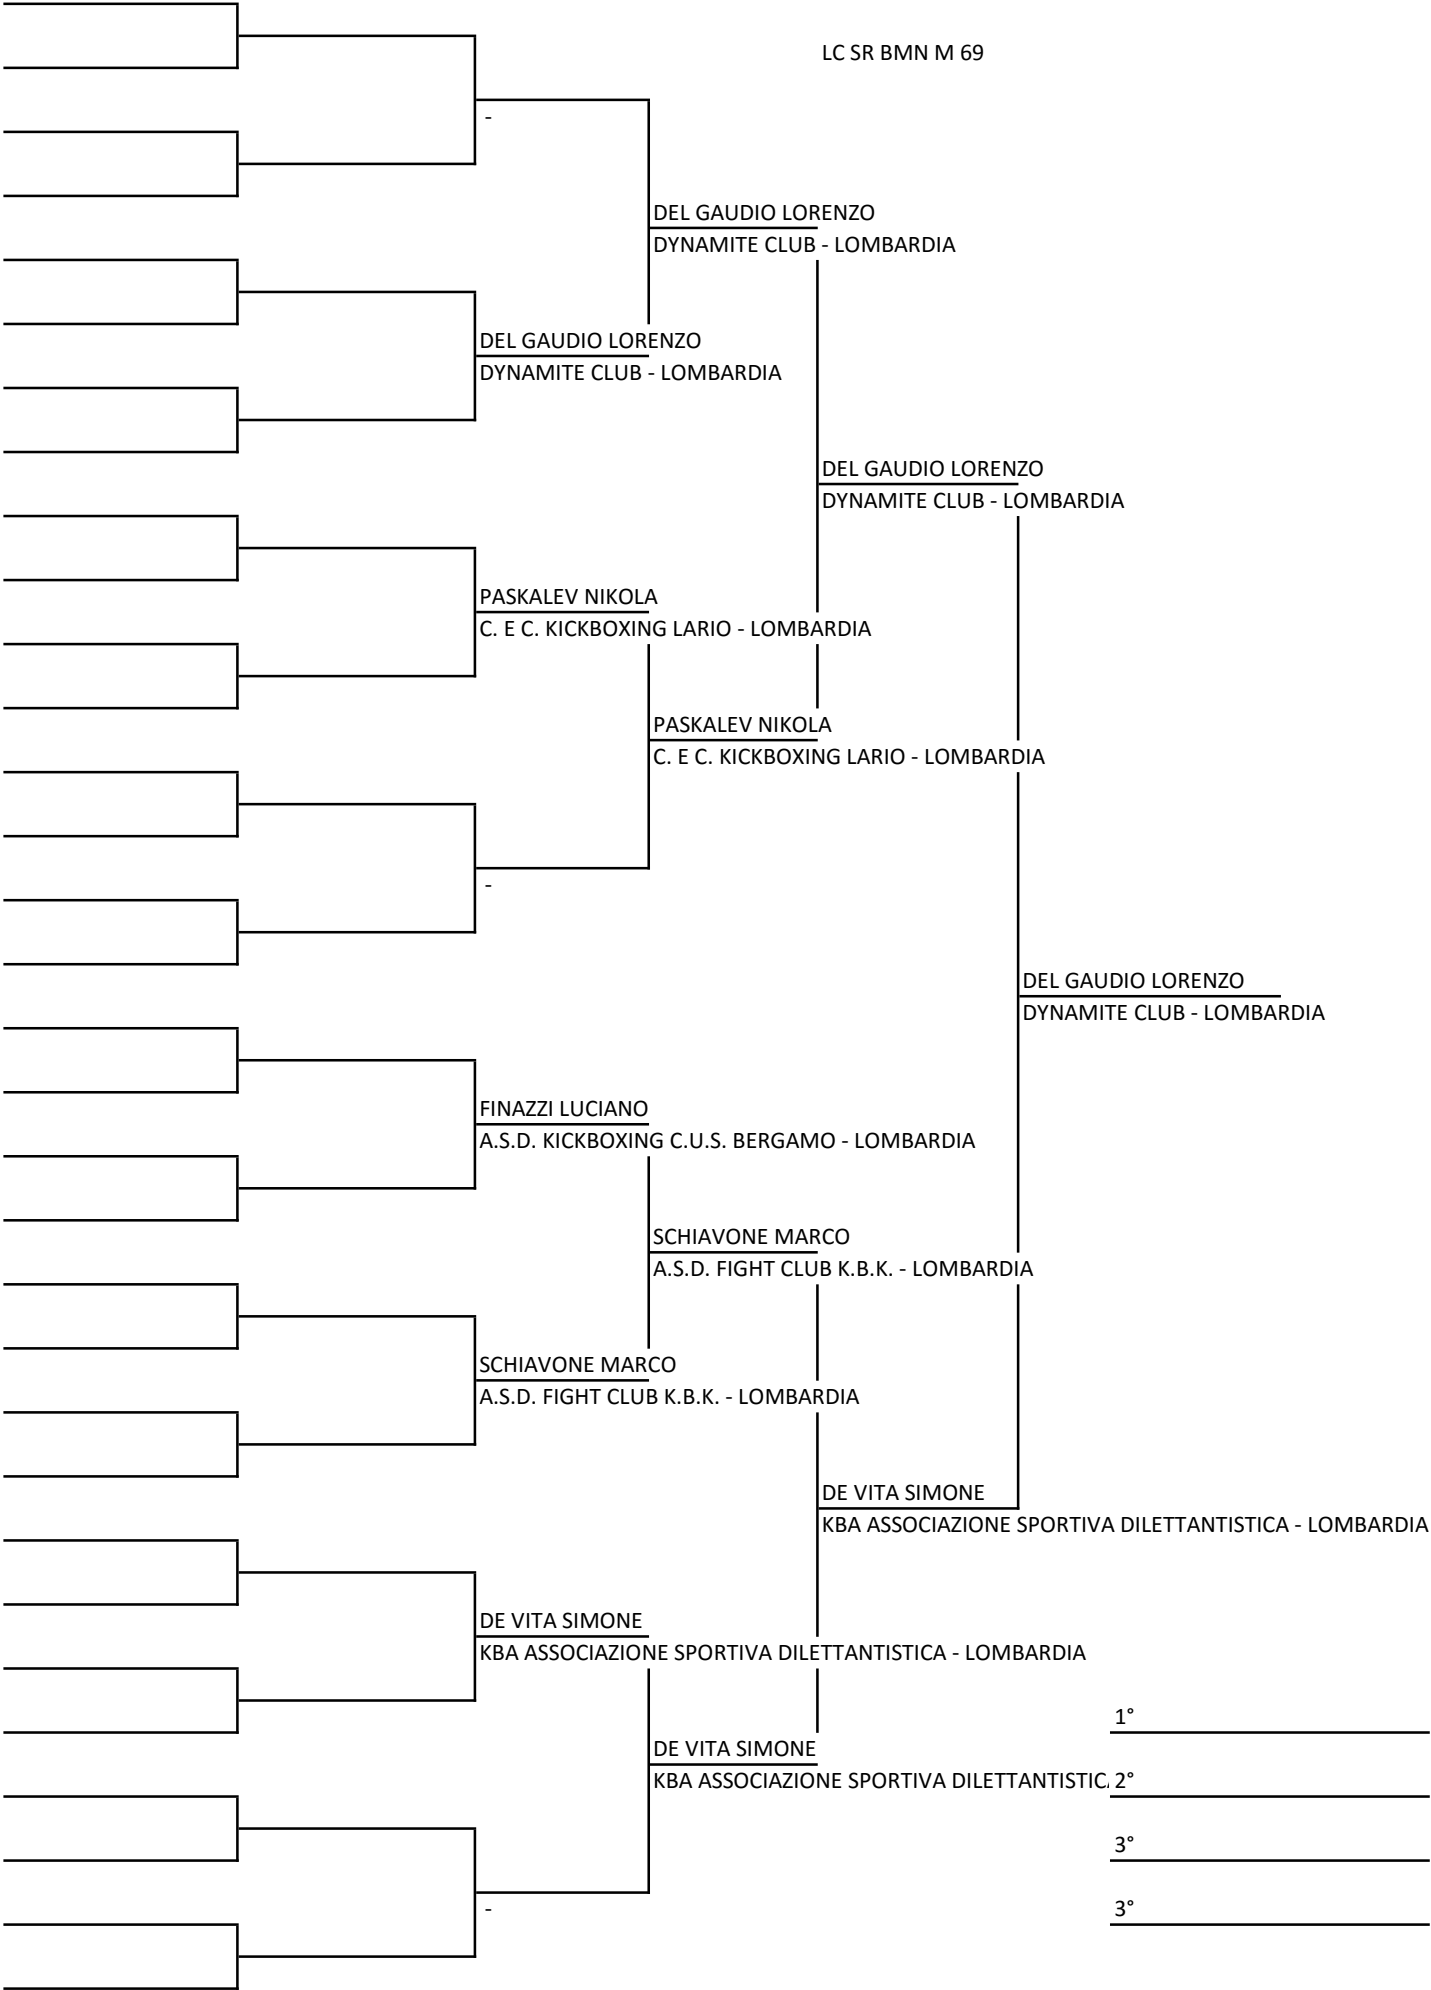 LC SR BMN M 69
-
DEL GAUDIO LORENZO
DYNAMITE CLUB - LOMBARDIA
DEL GAUDIO LORENZO
DYNAMITE CLUB - LOMBARDIA
DEL GAUDIO LORENZO
DYNAMITE CLUB - LOMBARDIA
PASKALEV NIKOLA
C. E C. KICKBOXING LARIO - LOMBARDIA
PASKALEV NIKOLA
C. E C. KICKBOXING LARIO - LOMBARDIA
-
DEL GAUDIO LORENZO
DYNAMITE CLUB - LOMBARDIA
FINAZZI LUCIANO
A.S.D. KICKBOXING C.U.S. BERGAMO - LOMBARDIA
SCHIAVONE MARCO
A.S.D. FIGHT CLUB K.B.K. - LOMBARDIA
SCHIAVONE MARCO
A.S.D. FIGHT CLUB K.B.K. - LOMBARDIA
DE VITA SIMONE
KBA ASSOCIAZIONE SPORTIVA DILETTANTISTICA - LOMBARDIA
DE VITA SIMONE
KBA ASSOCIAZIONE SPORTIVA DILETTANTISTICA - LOMBARDIA
1°
DE VITA SIMONE
KBA ASSOCIAZIONE SPORTIVA DILETTANTISTIC
2°
3°
3°
-